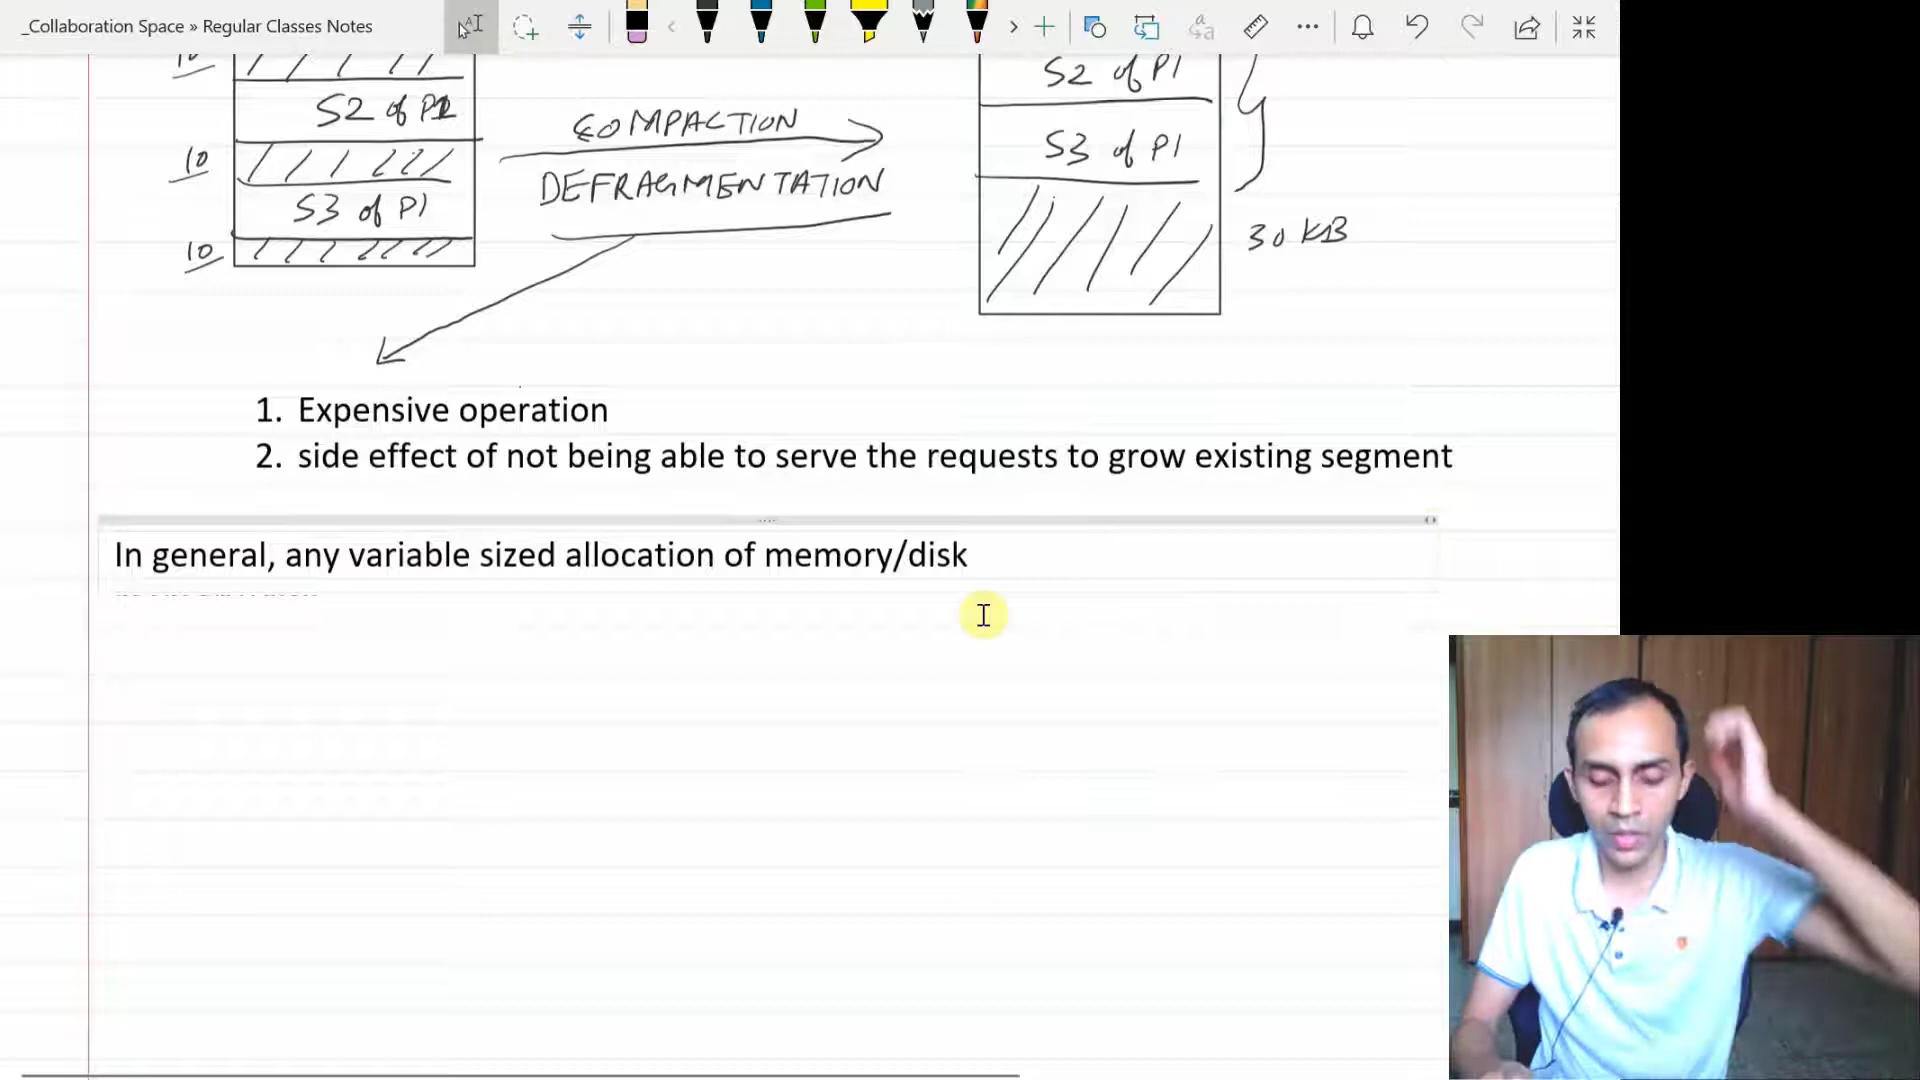 _Collaboration Space » Regular Classes Notes
S2 of P1
S2 of P
COMPACTION
S3 of P1
10
DEFRAGMENTATION
S3 of P1
30 KB
10
1. Expensive operation
2. side effect of not being able to serve the requests to grow existing segment
In general, any variable sized allocation of memory/disk